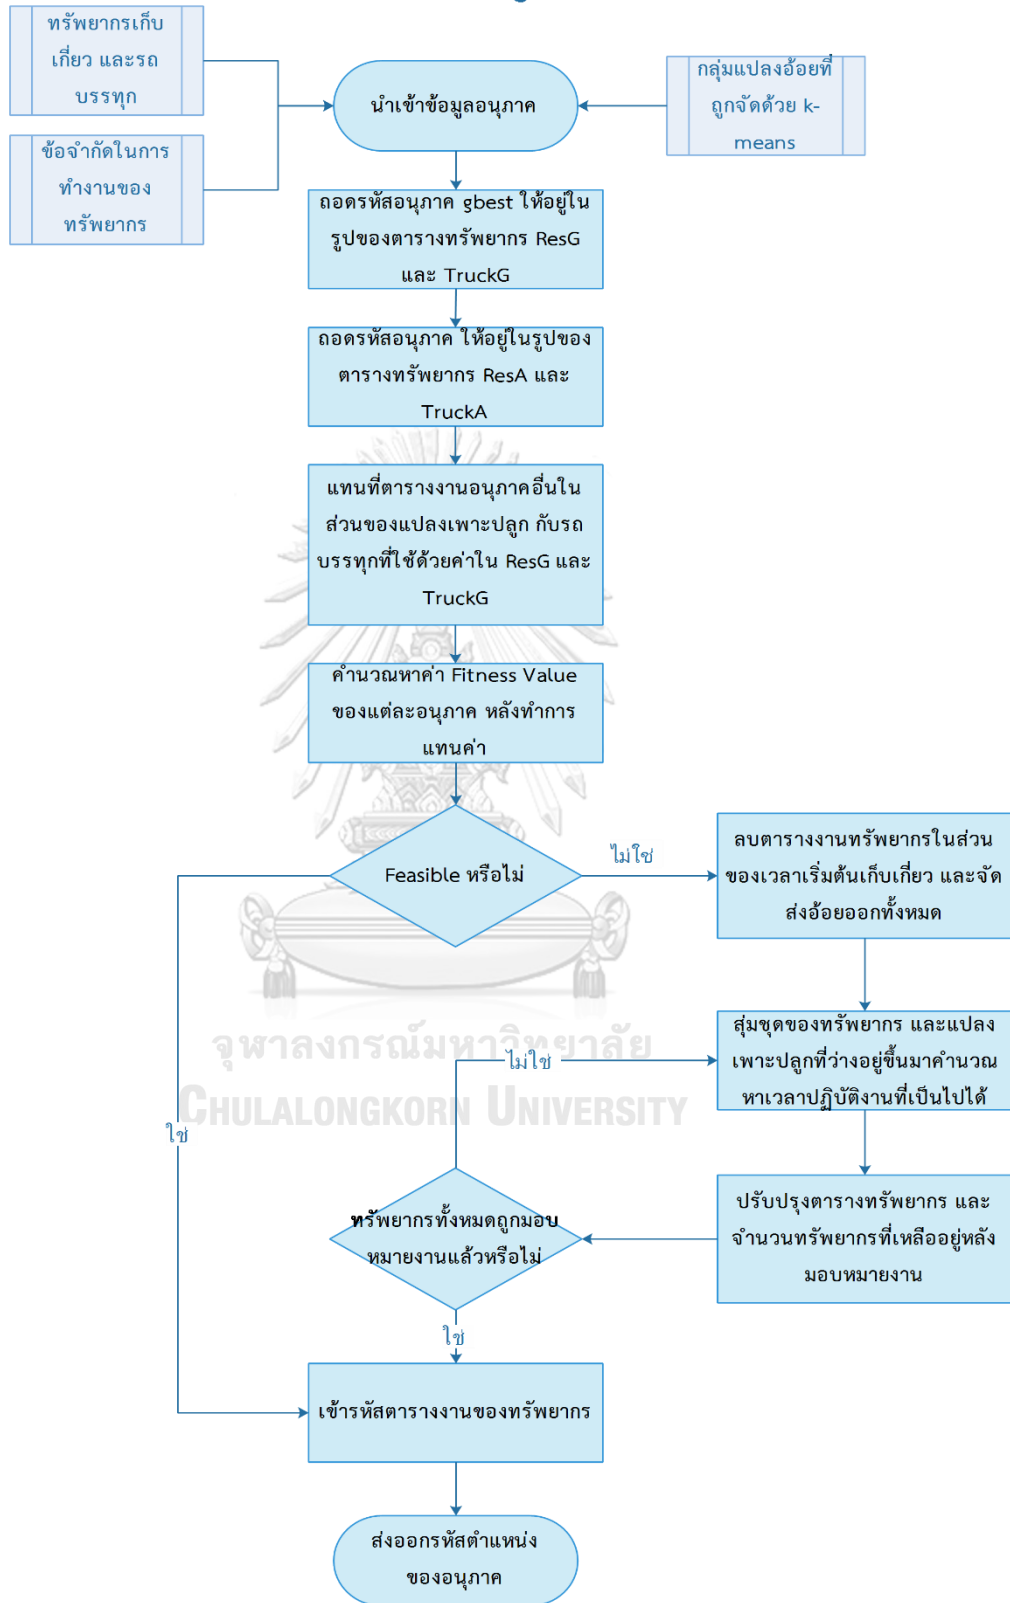 ทรัพยากรเก็บ
เกี่ยว และรถ
บรรทุก
นำเข้าข้อมูลอนุภาค
กลุ่มแปลงอ้อยที่
ถูกจัดด้วย k-
means
ข้อจำกัดในการ
ทำงานของ
ทรัพยากร
ถอดรหัสอนุภาค gbest ให้อยู่ใน
รูปของตารางทรัพยากร ResG
และ TruckG
ถอดรหัสอนุภาค ให้อยู่ในรูปของ
ตารางทรัพยากร ResA และ
TruckA
แทนที่ตารางงานอนุภาคอื่นใน
ส่วนของแปลงเพาะปลูก กับรถ
บรรทุกที่ใช้ด้วยค่าใน ResG และ
TruckG
คำนวณหาค่า Fitness Value
ของแต่ละอนุภาค หลังทำการ
แทนค่า
Feasible หรือไม่
ไม่ใช่
ลบตารางงานทรัพยากรในส่วน
ของเวลาเริ่มต้นเก็บเกี่ยว และจัด
ส่งอ้อยออกทั้งหมด
สุ่มชุดของทรัพยากร และแปลง
เพาะปลูกที่ว่างอยู่ขึ้นมาคำนวณ
หาเวลาปฏิบัติงานที่เป็นไปได้
จุฬาลงกรณ์มหาวิทยาลัย
CHULALONGKORN UNIVERSITY
ไม่ใช่
ใช่
ปรับปรุงตารางทรัพยากร และ
จำนวนทรัพยากรที่เหลืออยู่หลัง
มอบหมายงาน
ทรัพยากรทั้งหมดถูกมอบ
หมายงานแล้วหรือไม่
ใช่
เข้ารหัสตารางงานของทรัพยากร
ส่งออกรหัสตำแหน่ง
ของอนุภาค